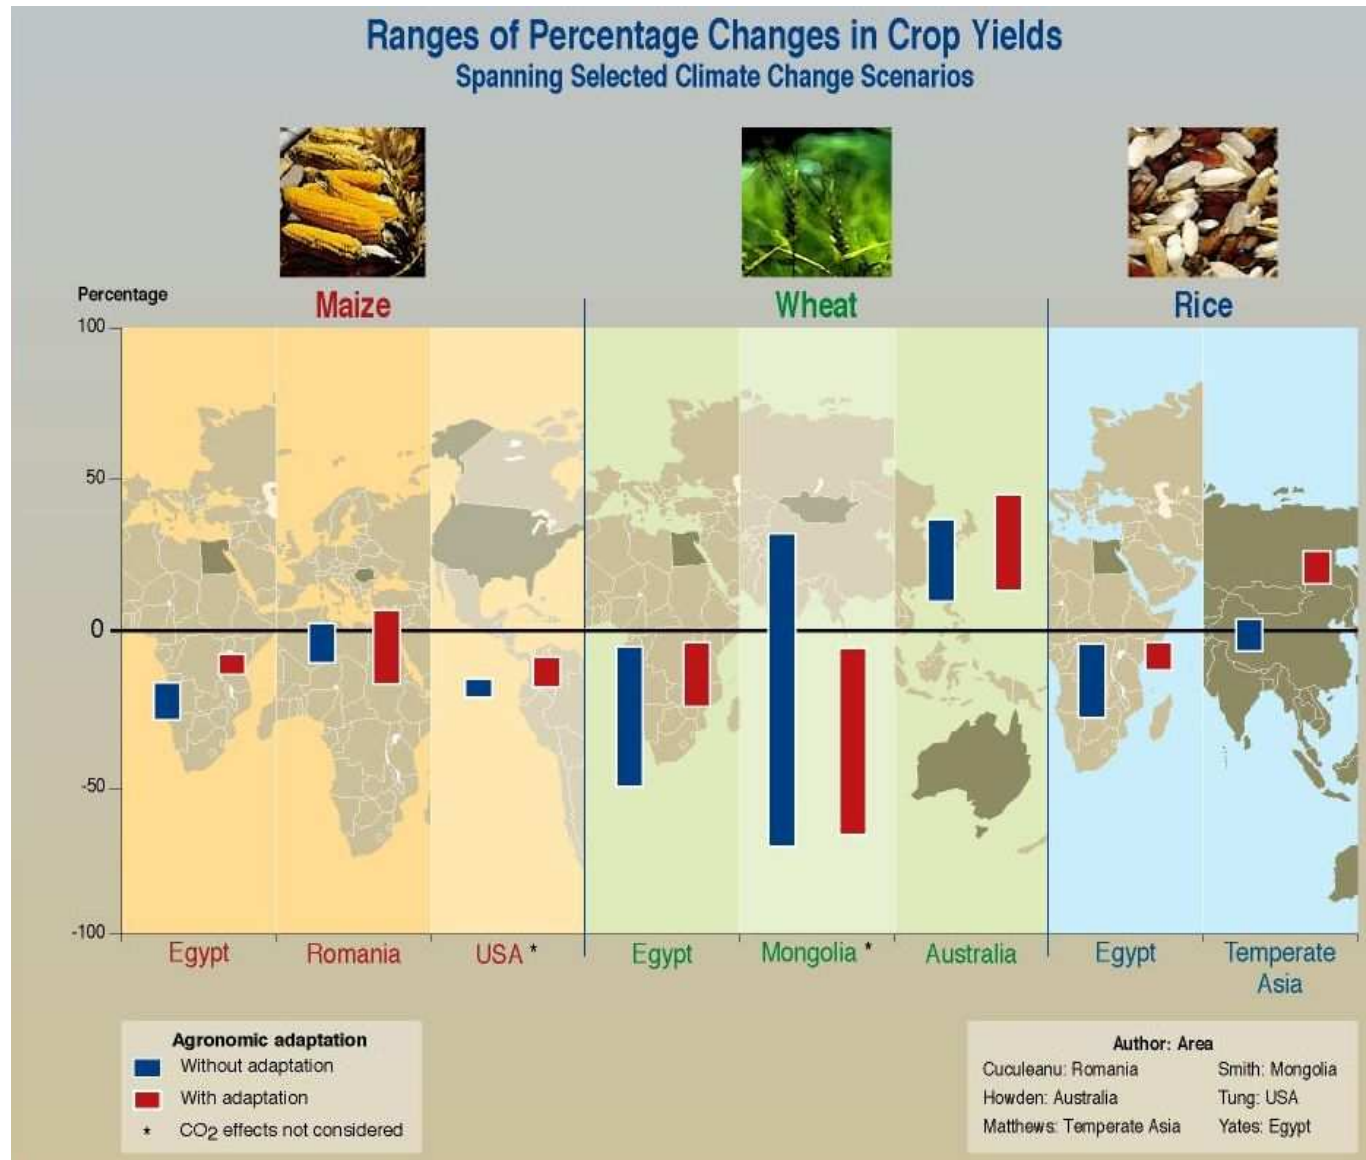 Ranges of Percentage Changes in Crop Yields
Spanning Selected Climate Change Scenarios
Percentage
Maize
Wheat
Rice
100
50
0
-50
-100
Egypt
Romania
USA *
Egypt
Mongolia *
Australia
Egypt
Temperate
Asia
Agronomic adaptation
Without adaptation
With adaptation
* CO2 effects not considered
Author: Area
Cuculeanu: Romania
Smith: Mongolia
Howden: Australia
Tung: USA
Matthews: Temperate Asia
Yates: Egypt